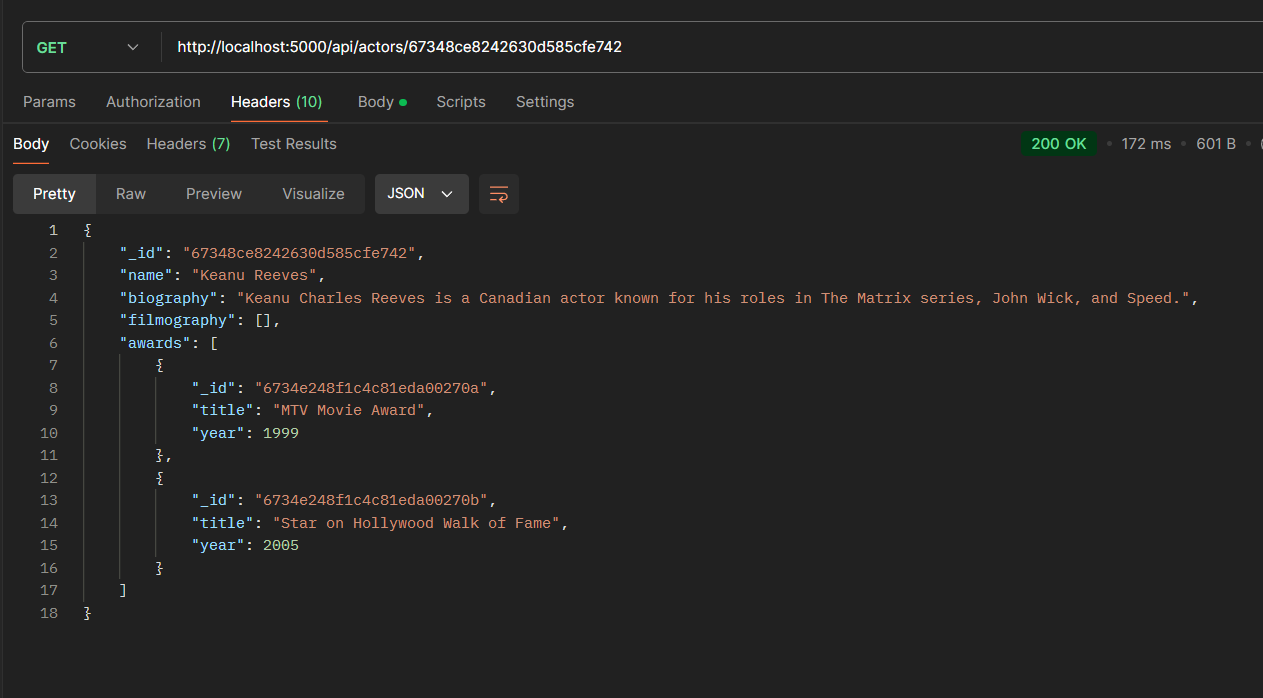 GET http://localhost:5000/api/actors/67348ce8242630d585cfe742
Params Authorization Headers (10) Body Scripts Settings
Body Cookies Headers (7) Test Results 200 OK 172 ms 601 B
Pretty Raw Preview Visualize JSON
1 {
2 "_id": "67348ce8242630d585cfe742",
3 "name": "Keanu Reeves",
4 "biography": "Keanu Charles Reeves is a Canadian actor known for his roles in The Matrix series, John Wick, and Speed.",
5 "filmography": [],
6 "awards": [
7 {
8 "_id": "6734e248f1c4c81eda00270a",
9 "title": "MTV Movie Award",
10 "year": 1999
11 },
12 {
13 "_id": "6734e248f1c4c81eda00270b",
14 "title": "Star on Hollywood Walk of Fame",
15 "year": 2005
16 }
17 ]
18 }